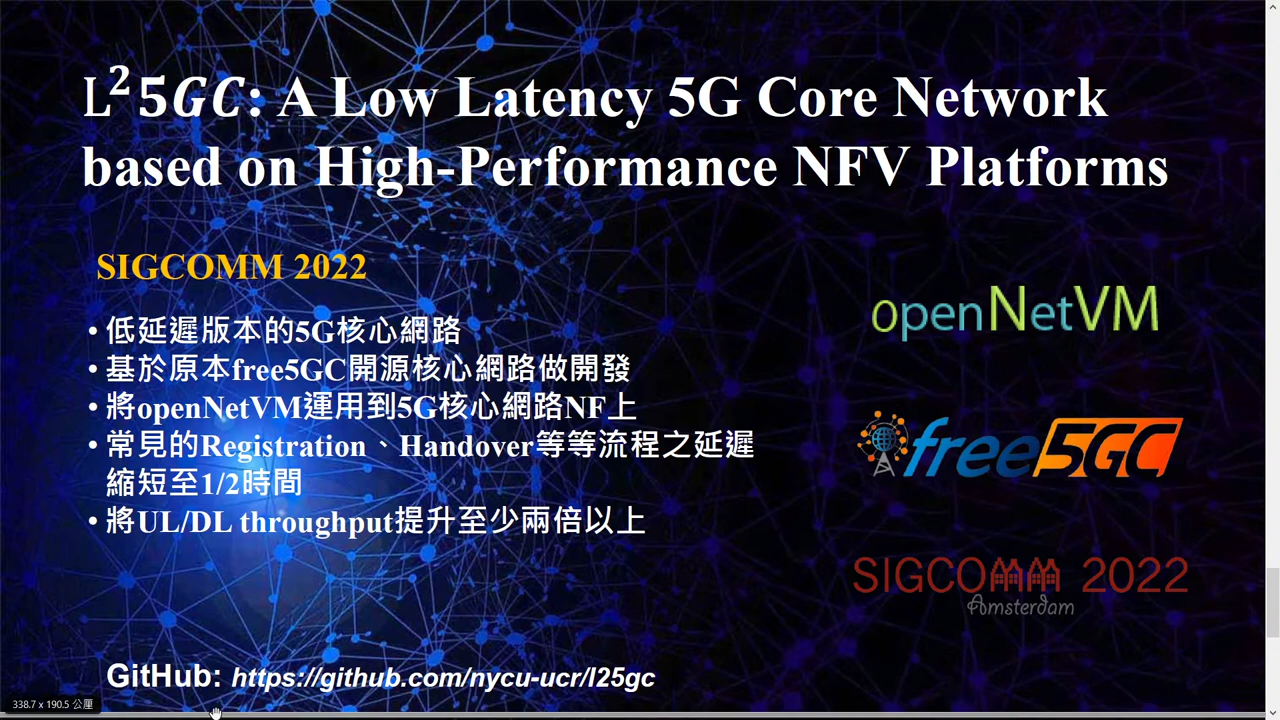 L²5GC: A Low Latency 5G Core Network
based on High-Performance NFV Platforms
SIGCOMM 2022
• 低延遲版本的5G核心網路
• 基於原本free5GC開源核心網路做開發
• 將openNetVM運用到5G核心網路NF上
• 常見的Registration、Handover等等流程之延遲
縮短至1/2時間
• 將UL/DL throughput提升至少兩倍以上
openNetVM
free5GC
SIGCOMM 2022
Amsterdam
GitHub: https://github.com/nycu-ucr/l25gc
338.7 x 190.5 公厘